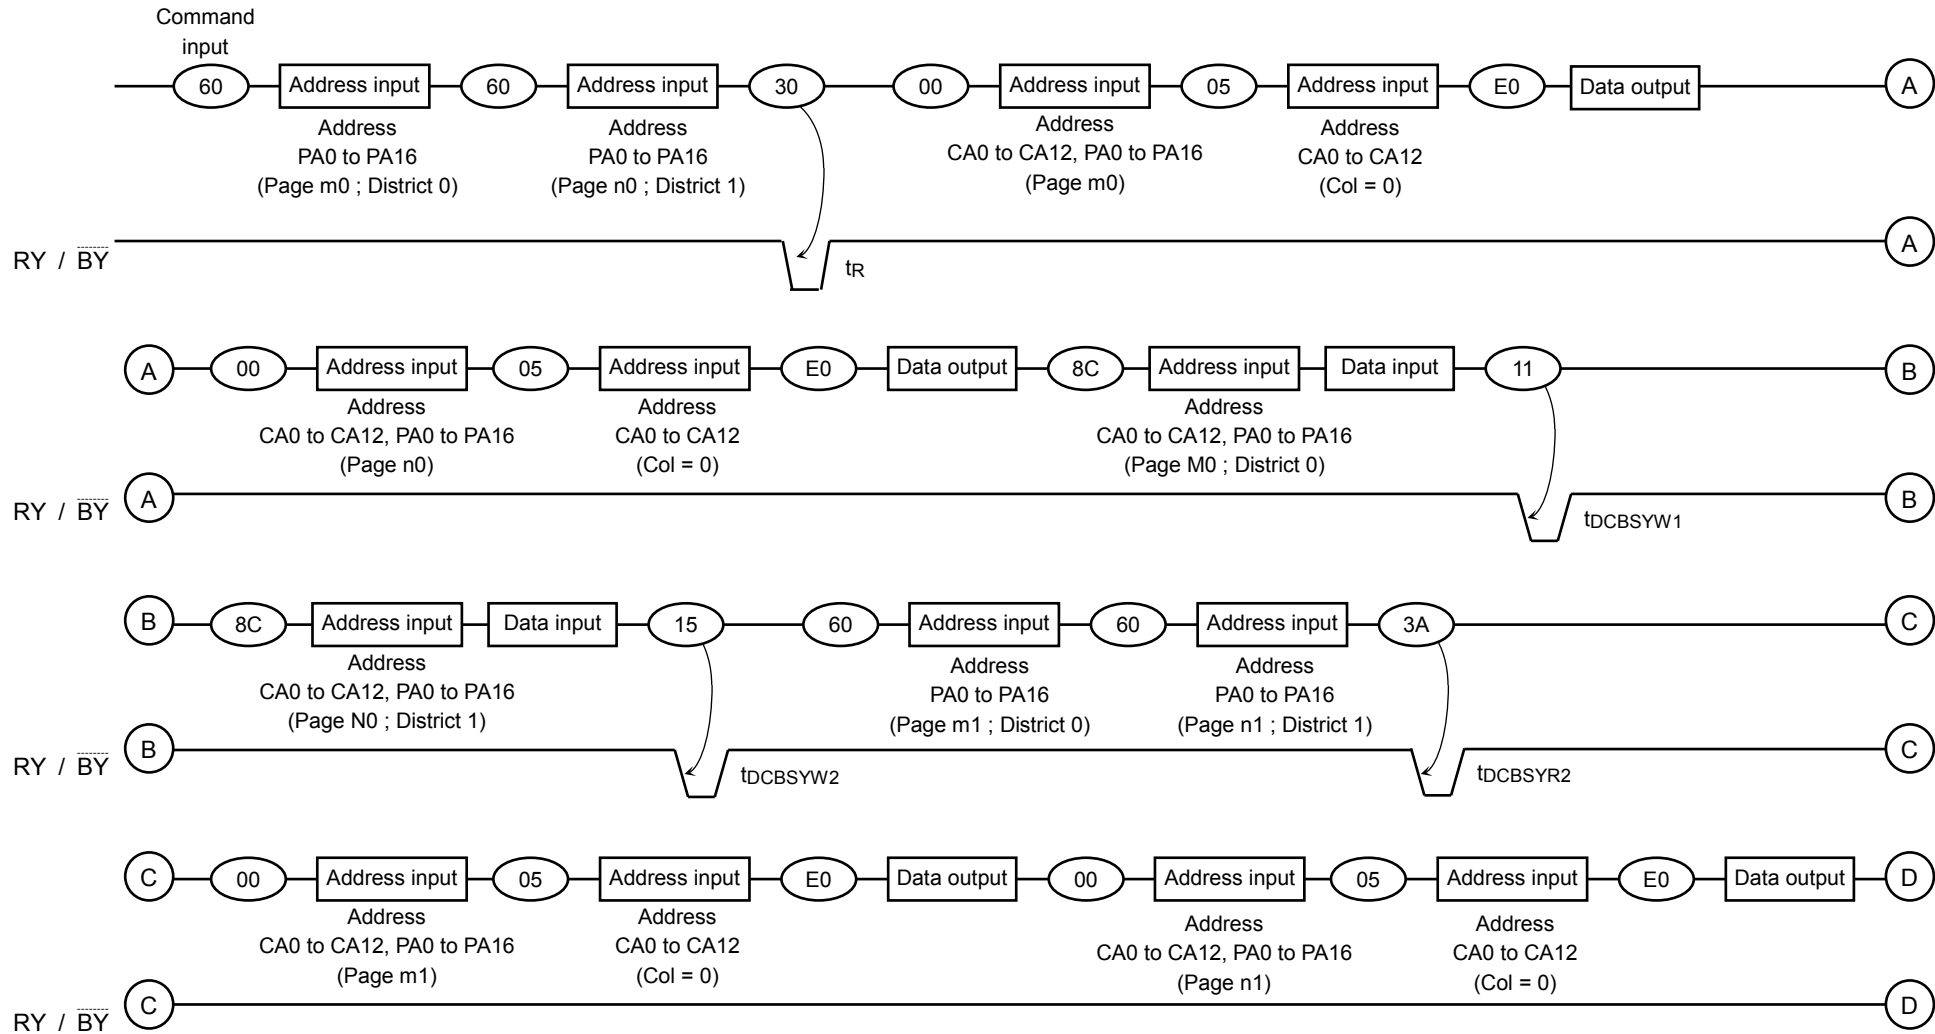 Command
input
60 Address input 60 Address input 30 00 Address input 05 Address input E0 Data output A
Address
PA0 to PA16
(Page m0 ; District 0)
Address
PA0 to PA16
(Page n0 ; District 1)
Address
CA0 to CA12, PA0 to PA16
(Page m0)
Address
CA0 to CA12
(Col = 0)
RY / BY tR A
A 00 Address input 05 Address input E0 Data output 8C Address input Data input 11 B
Address
CA0 to CA12, PA0 to PA16
(Page n0)
Address
CA0 to CA12
(Col = 0)
Address
CA0 to CA12, PA0 to PA16
(Page M0 ; District 0)
RY / BY A tDCBSYW1 B
B 8C Address input Data input 15 60 Address input 60 Address input 3A C
Address
CA0 to CA12, PA0 to PA16
(Page N0 ; District 1)
Address
PA0 to PA16
(Page m1 ; District 0)
Address
PA0 to PA16
(Page n1 ; District 1)
RY / BY B tDCBSYW2 tDCBSYR2 C
C 00 Address input 05 Address input E0 Data output 00 Address input 05 Address input E0 Data output D
Address
CA0 to CA12, PA0 to PA16
(Page m1)
Address
CA0 to CA12
(Col = 0)
Address
CA0 to CA12, PA0 to PA16
(Page n1)
Address
CA0 to CA12
(Col = 0)
RY / BY C D